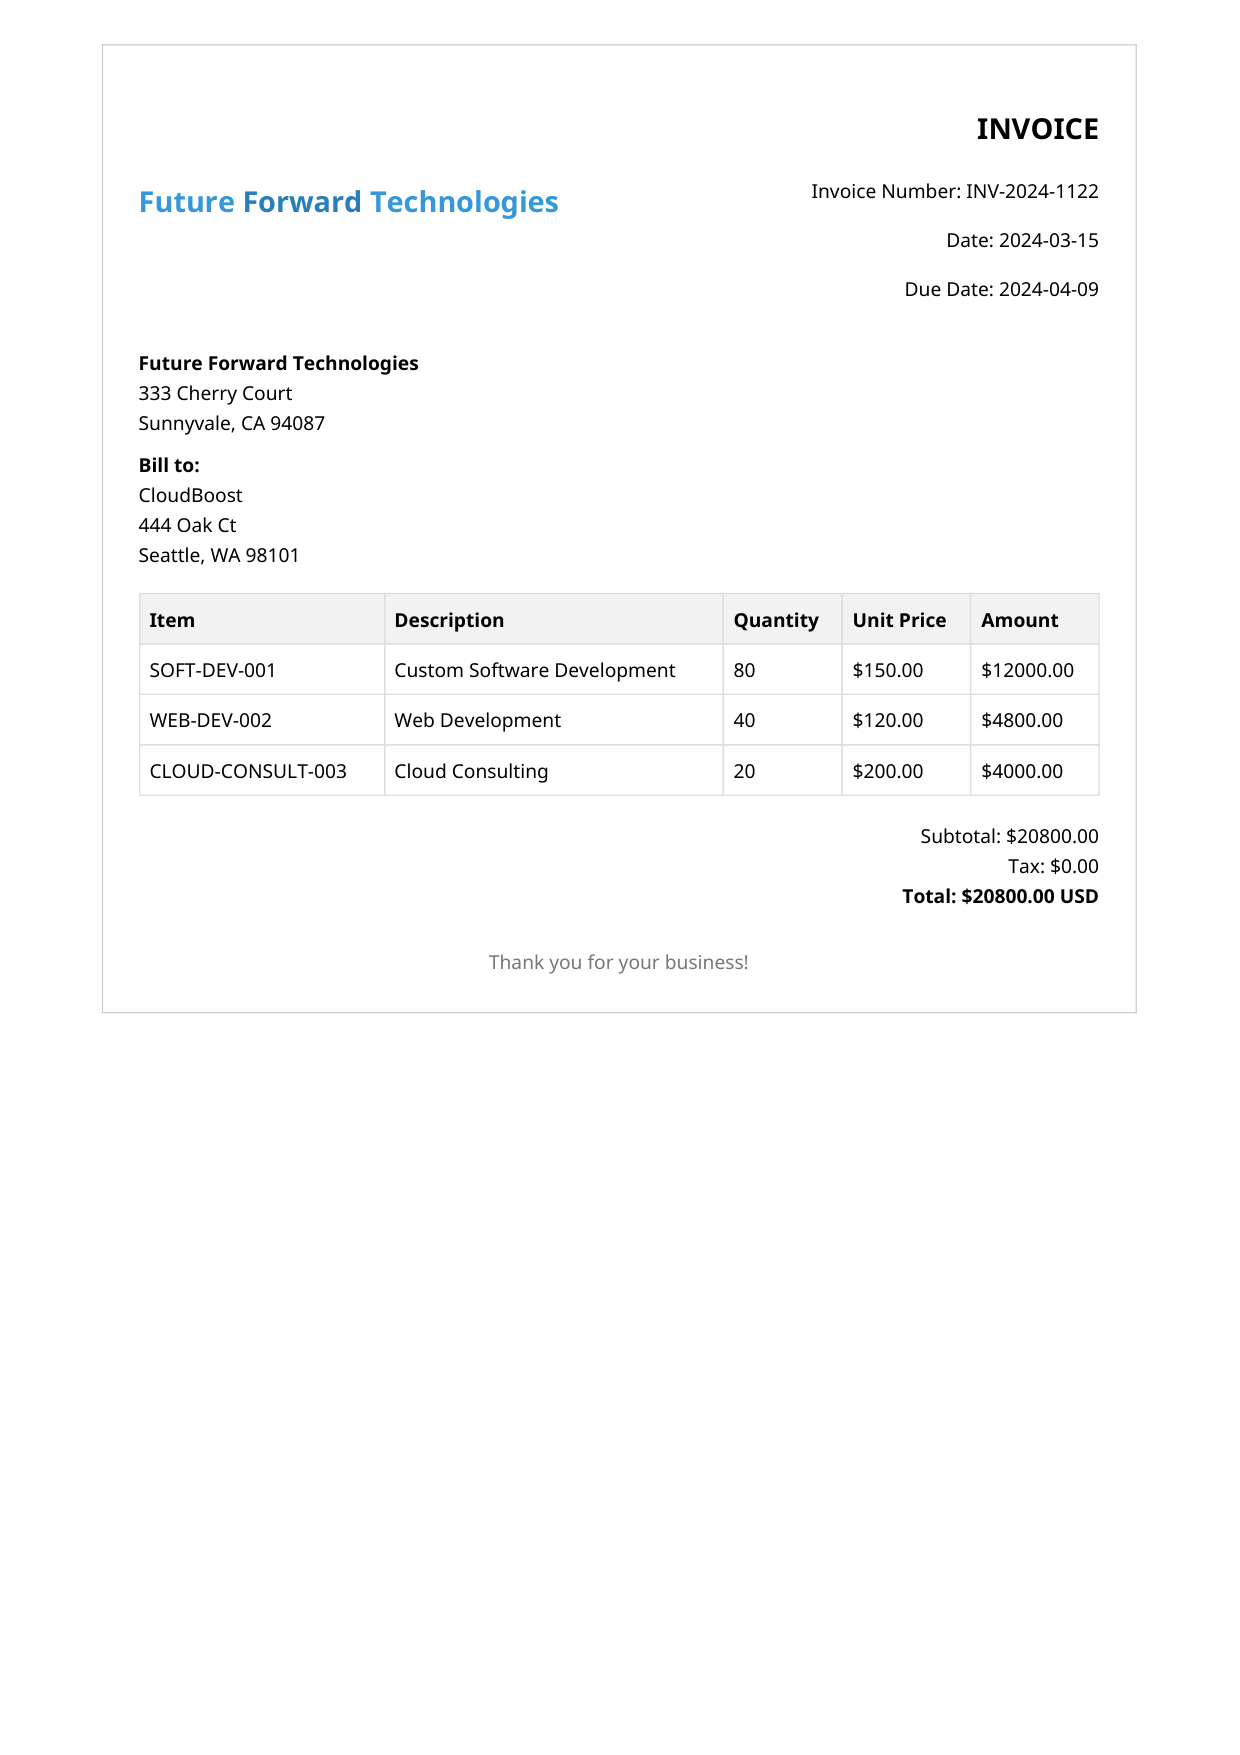 INVOICE
Future Forward Technologies
Invoice Number: INV-2024-1122
Date: 2024-03-15
Due Date: 2024-04-09
Future Forward Technologies
333 Cherry Court
Sunnyvale, CA 94087
Bill to:
CloudBoost
444 Oak Ct
Seattle, WA 98101
Item Description Quantity Unit Price Amount
SOFT-DEV-001 Custom Software Development 80 $150.00 $12000.00
WEB-DEV-002 Web Development 40 $120.00 $4800.00
CLOUD-CONSULT-003 Cloud Consulting 20 $200.00 $4000.00
Subtotal: $20800.00
Tax: $0.00
Total: $20800.00 USD
Thank you for your business!